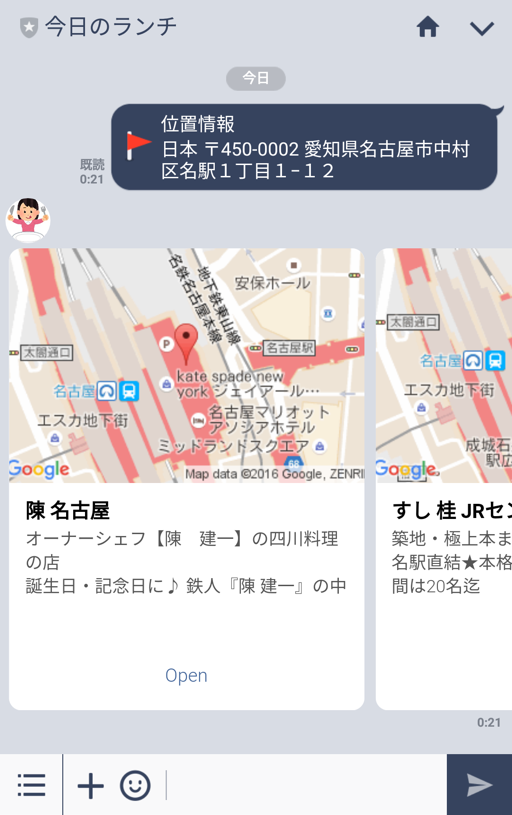 今日のランチ
今日
位置情報
日本 〒450-0002 愛知県名古屋市中村
区名駅１丁目１−１２
既読
0:21
名鉄名古屋本線
地下鉄東山線
安保ホール
太閤通口
P
名古屋駅
kate spade new
york ジェイアール…
名古屋
名古屋マリオット
アソシアホテル
エスカ地下街
ミッドランドスクエア
68
Google
Map data ©2016 Google, ZENRI
陳 名古屋
オーナーシェフ【陳　建一】の四川料理
の店
誕生日・記念日に♪ 鉄人『陳 建一』の中
Open
太閤通口
名古屋
エスカ地下街
成城石
駅広
Google
すし 桂 JRセン
築地・極上本ま
名駅直結★本格
間は20名迄
0:21